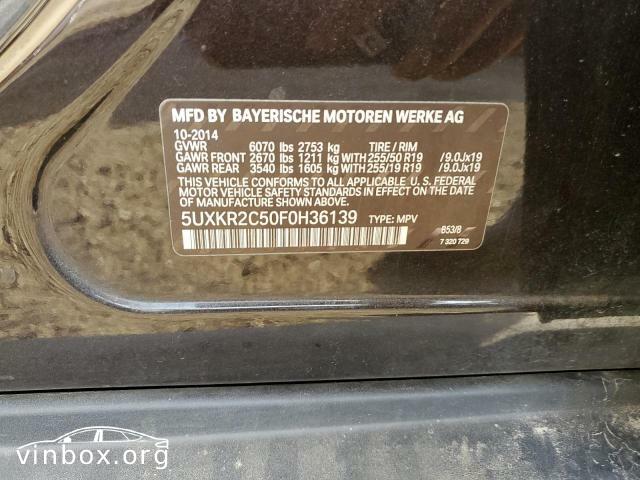 MFD BY BAYERISCHE MOTOREN WERKE AG
10-2014
GVWR 6070 lbs 2753 kg TIRE / RIM
GAWR FRONT 2670 lbs 1211 kg WITH 255/50 R19 /9.0Jx19
GAWR REAR 3540 lbs 1605 kg WITH 255/19 R19 /9.0Jx19
THIS VEHICLE CONFORMS TO ALL APPLICABLE U.S. FEDERAL
MOTOR VEHICLE SAFETY STANDARDS IN EFFECT ON THE
DATE OF MANUFACTURE SHOWN ABOVE.
5UXKR2C50F0H36139 TYPE: MPV
B53/8
7 320 729
vinbox.org